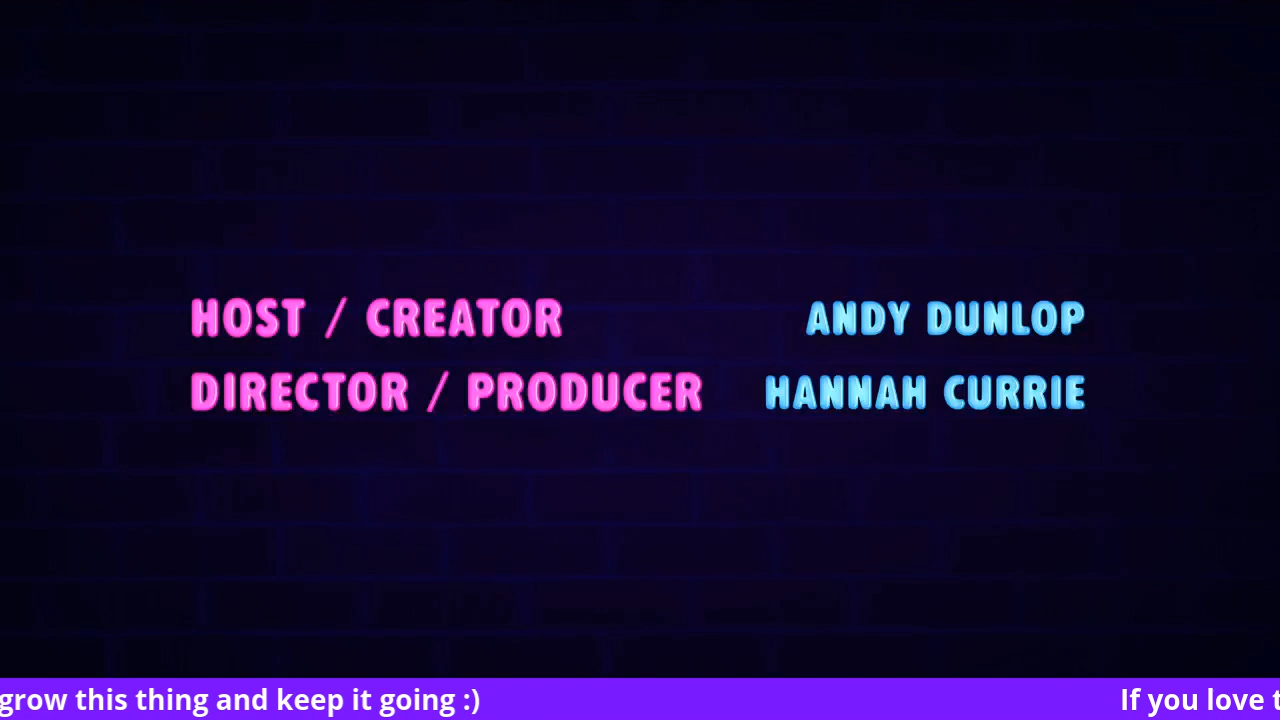 HOST / CREATOR ANDY DUNLOP
DIRECTOR / PRODUCER HANNAH CURRIE
grow this thing and keep it going :) If you love